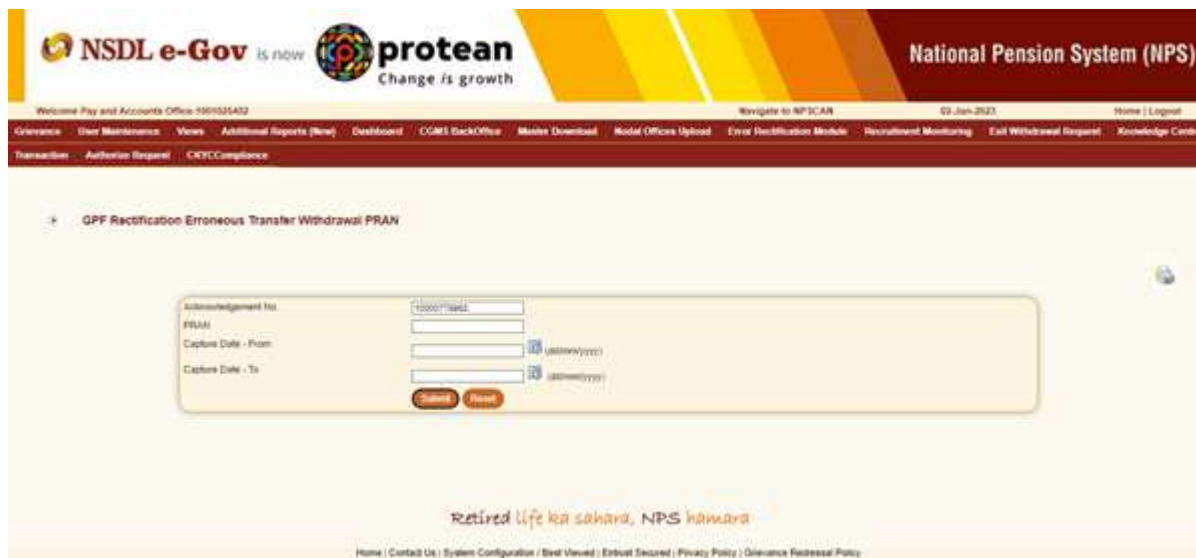 NSDL e-Gov is now protean
Change is growth
National Pension System (NPS)
Welcome Pay and Accounts Office Navigate to NPSCAN 03-Jan-2023 Home | Logout
Grievance User Maintenance Views Additional Reports (New) Dashboard CGMS BackOffice Master Download Nodal Offices Upload Error Rectification Module Recruitment Monitoring Exit Withdrawal Request Knowledge Cent
Transaction Authorize Request CKYCCompliance
GPF Rectification Erroneous Transfer Withdrawal PRAN
Acknowledgement No
PRAN
Capture Date - From (dd/mm/yyyy)
Capture Date - To (dd/mm/yyyy)
Submit Reset
Retired life ka sahara, NPS hamara
Home | Contact Us | System Configuration / Best Viewed | Entrust Secured | Privacy Policy | Grievance Redressal Policy